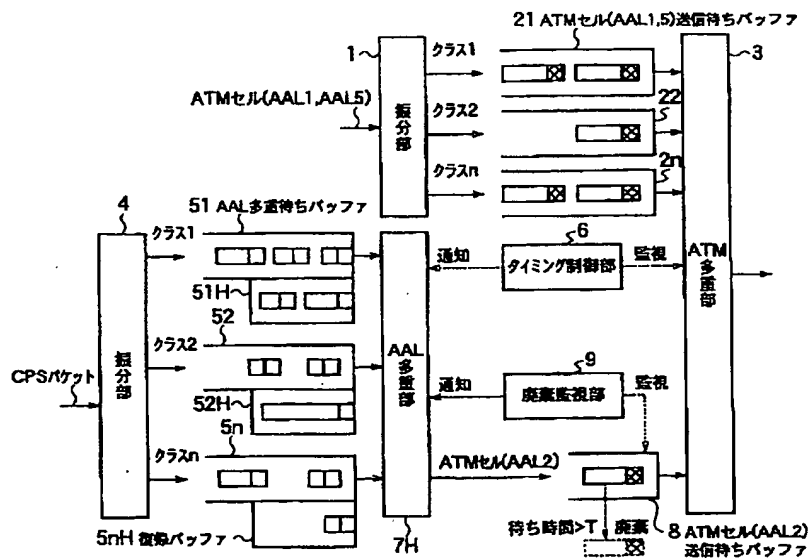 21 ATMセル(AAL1,5)送信待ちバッファ
1
3
クラス1
ATMセル(AAL1,AAL5)
クラス2
22
振分部
クラスn
2n
4
51 AAL多重待ちバッファ
クラス1
6
通知
タイミング制御部
監視
ATM多重部
51H
クラス2
52
9
CPSパケット
振分部
AAL多重部
通知
廃棄監視部
監視
52H
クラスn
5n
ATMセル(AAL2)
待ち時間>T 廃棄
5nH 複製バッファ
7H
8 ATMセル(AAL2)
送信待ちバッファ